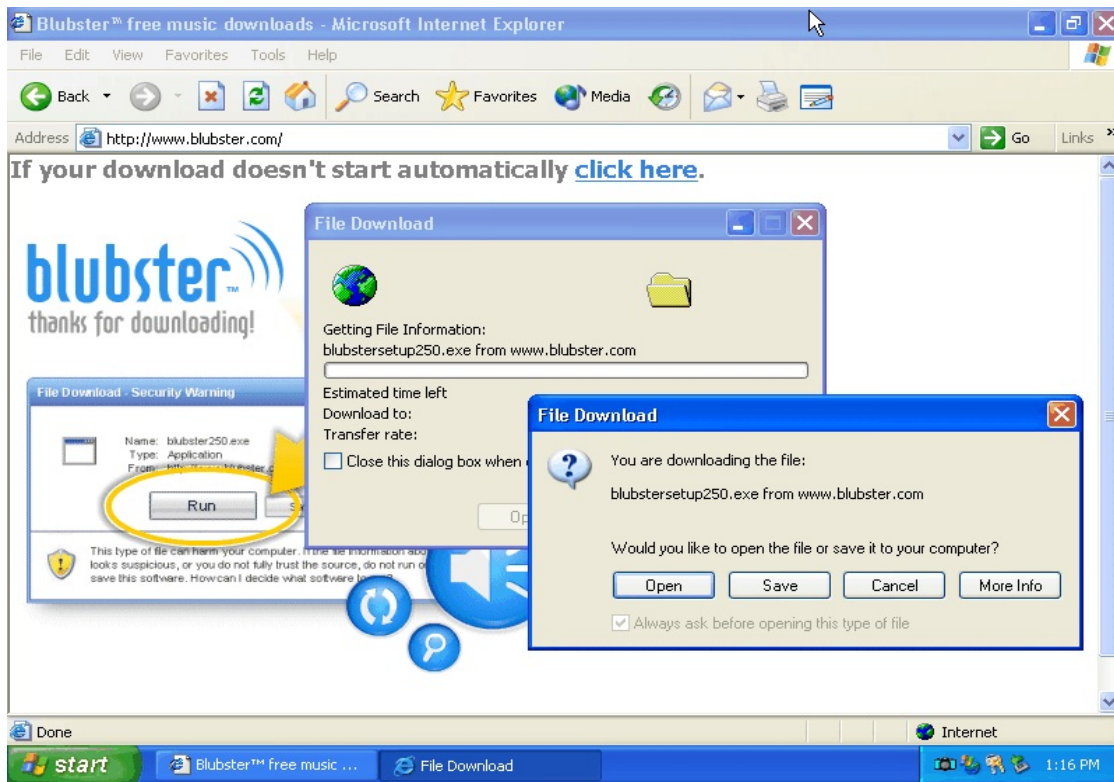 Blubster™ free music downloads - Microsoft Internet Explorer
File Edit View Favorites Tools Help
Back Search Favorites Media
Address http://www.blubster.com/ Go Links »
If your download doesn't start automatically click here.
blubster™
thanks for downloading!
File Download - Security Warning
Name: blubster250.exe
Type: Application
From:
Run
This type of file can harm your computer. If the file information
looks suspicious, or you do not fully trust the source, do not run
save this software. How can I decide what software
File Download
Getting File Information:
blubstersetup250.exe from www.blubster.com
Estimated time left
Download to:
Transfer rate:
Close this dialog box when
File Download
You are downloading the file:
blubstersetup250.exe from www.blubster.com
Would you like to open the file or save it to your computer?
Open Save Cancel More Info
Always ask before opening this type of file
Done Internet
start Blubster™ free music ... File Download 1:16 PM